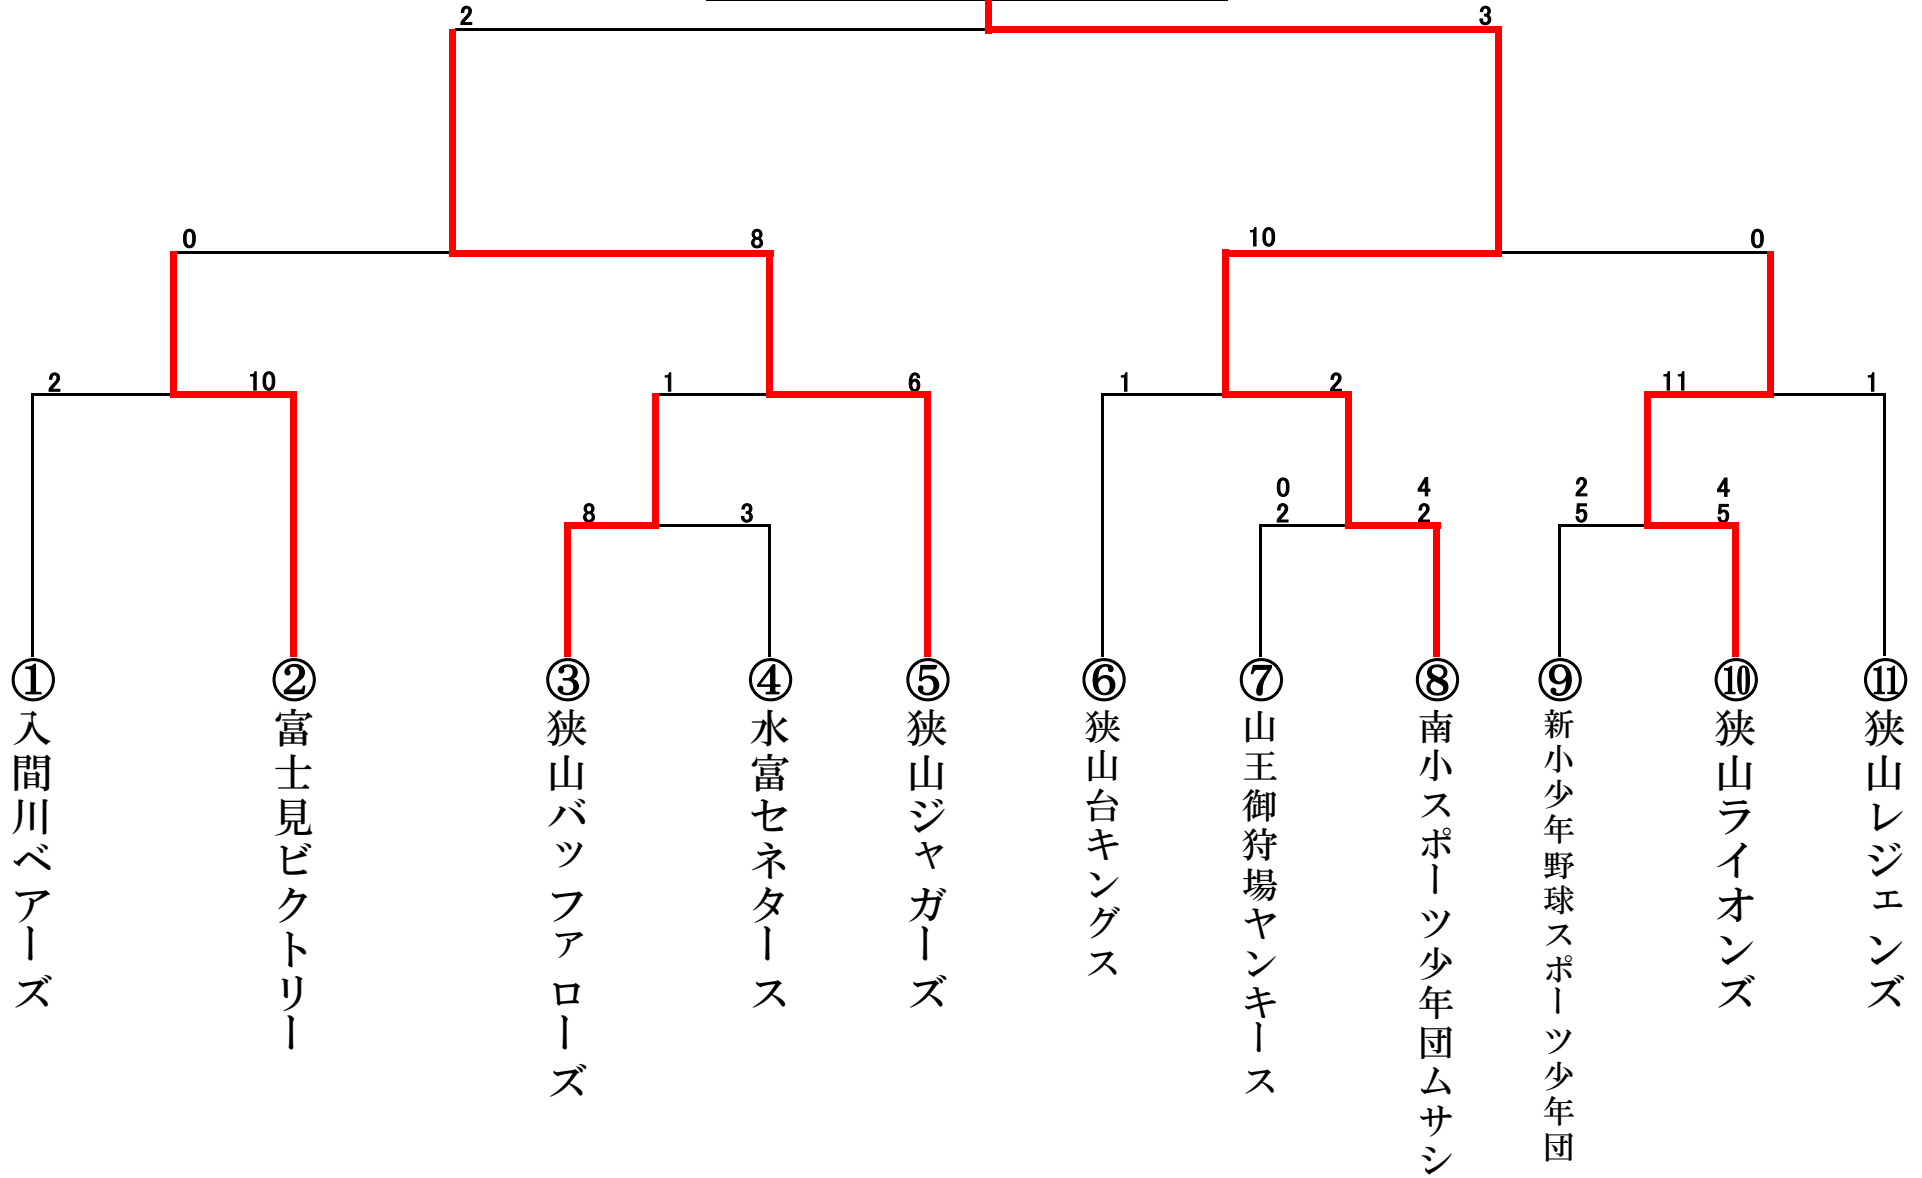 2 3
0 8 10 0
2 10 1 6 1 2 11 1
0 4 2 4
8 3 2 2 5 5
①入間川ベアーズ
②富士見ビクトリー
③狭山バッファローズ
④水富セネタース
⑤狭山ジャガーズ
⑥狭山台キングス
⑦山王御狩場ヤンキース
⑧南小スポーツ少年団ムサシ
⑨新小少年野球スポーツ少年団
⑩狭山ライオンズ
⑪狭山レジェンズ